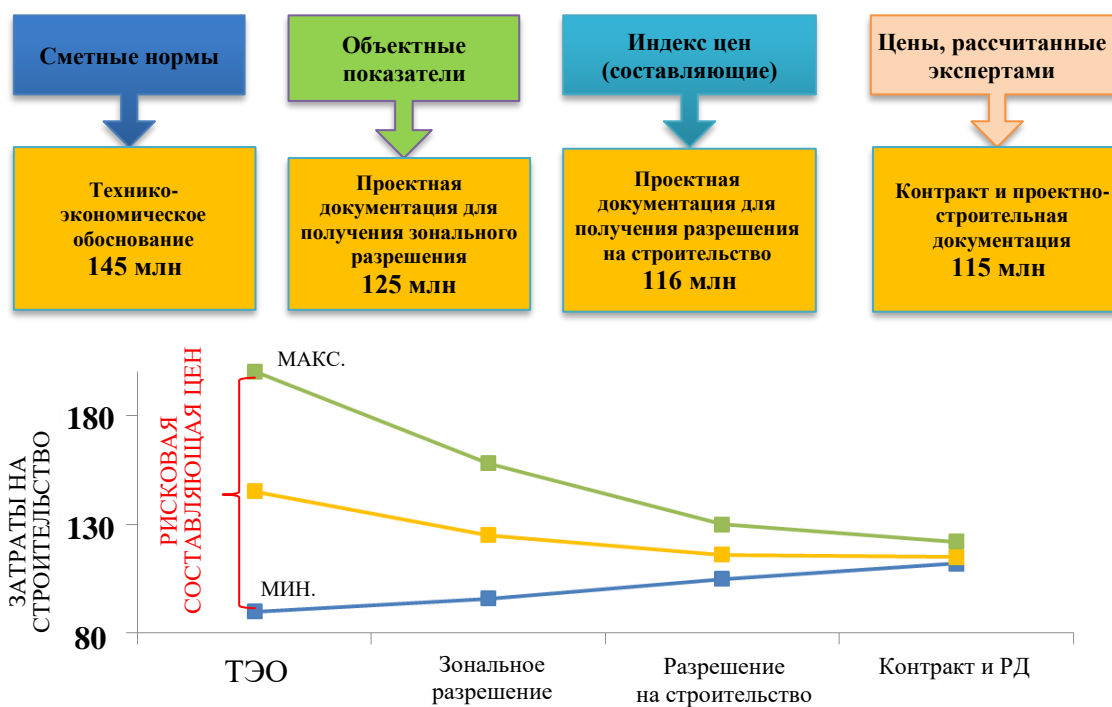 Сметные нормы
Объектные
показатели
Индекс цен
(составляющие)
Цены, рассчитанные
экспертами
Технико-
экономическое
обоснование
145 млн
Проектная
документация для
получения зонального
разрешения
125 млн
Проектная
документация для
получения разрешения
на строительство
116 млн
Контракт и проектно-
строительная
документация
115 млн
ЗАТРАТЫ НА
СТРОИТЕЛЬСТВО
180
130
80
РИСКОВАЯ
СОСТАВЛЯЮЩАЯ ЦЕН
МАКС.
МИН.
ТЭО
Зональное
разрешение
Разрешение
на строительство
Контракт и РД